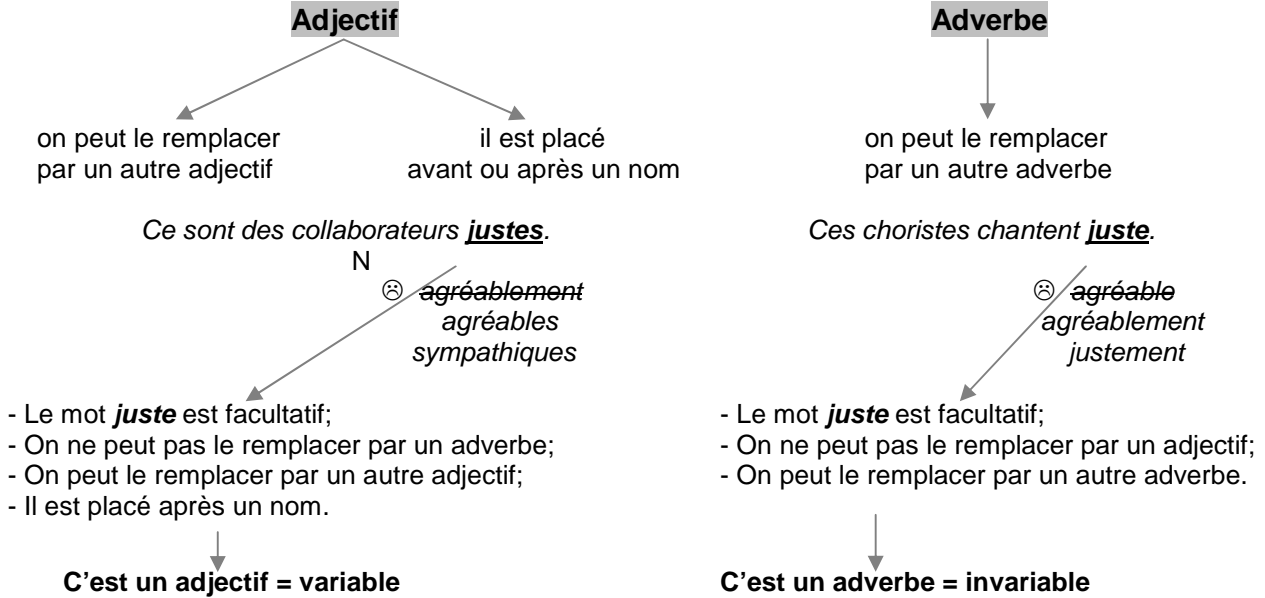 Adjectif
on peut le remplacer
par un autre adjectif
il est placé
avant ou après un nom
Ce sont des collaborateurs justes.
N
☹ agréablement
agréables
sympathiques
- Le mot juste est facultatif;
- On ne peut pas le remplacer par un adverbe;
- On peut le remplacer par un autre adjectif;
- Il est placé après un nom.
C’est un adjectif = variable
Adverbe
on peut le remplacer
par un autre adverbe
Ces choristes chantent juste.
☹ agréable
agréablement
justement
- Le mot juste est facultatif;
- On ne peut pas le remplacer par un adjectif;
- On peut le remplacer par un autre adverbe.
C’est un adverbe = invariable